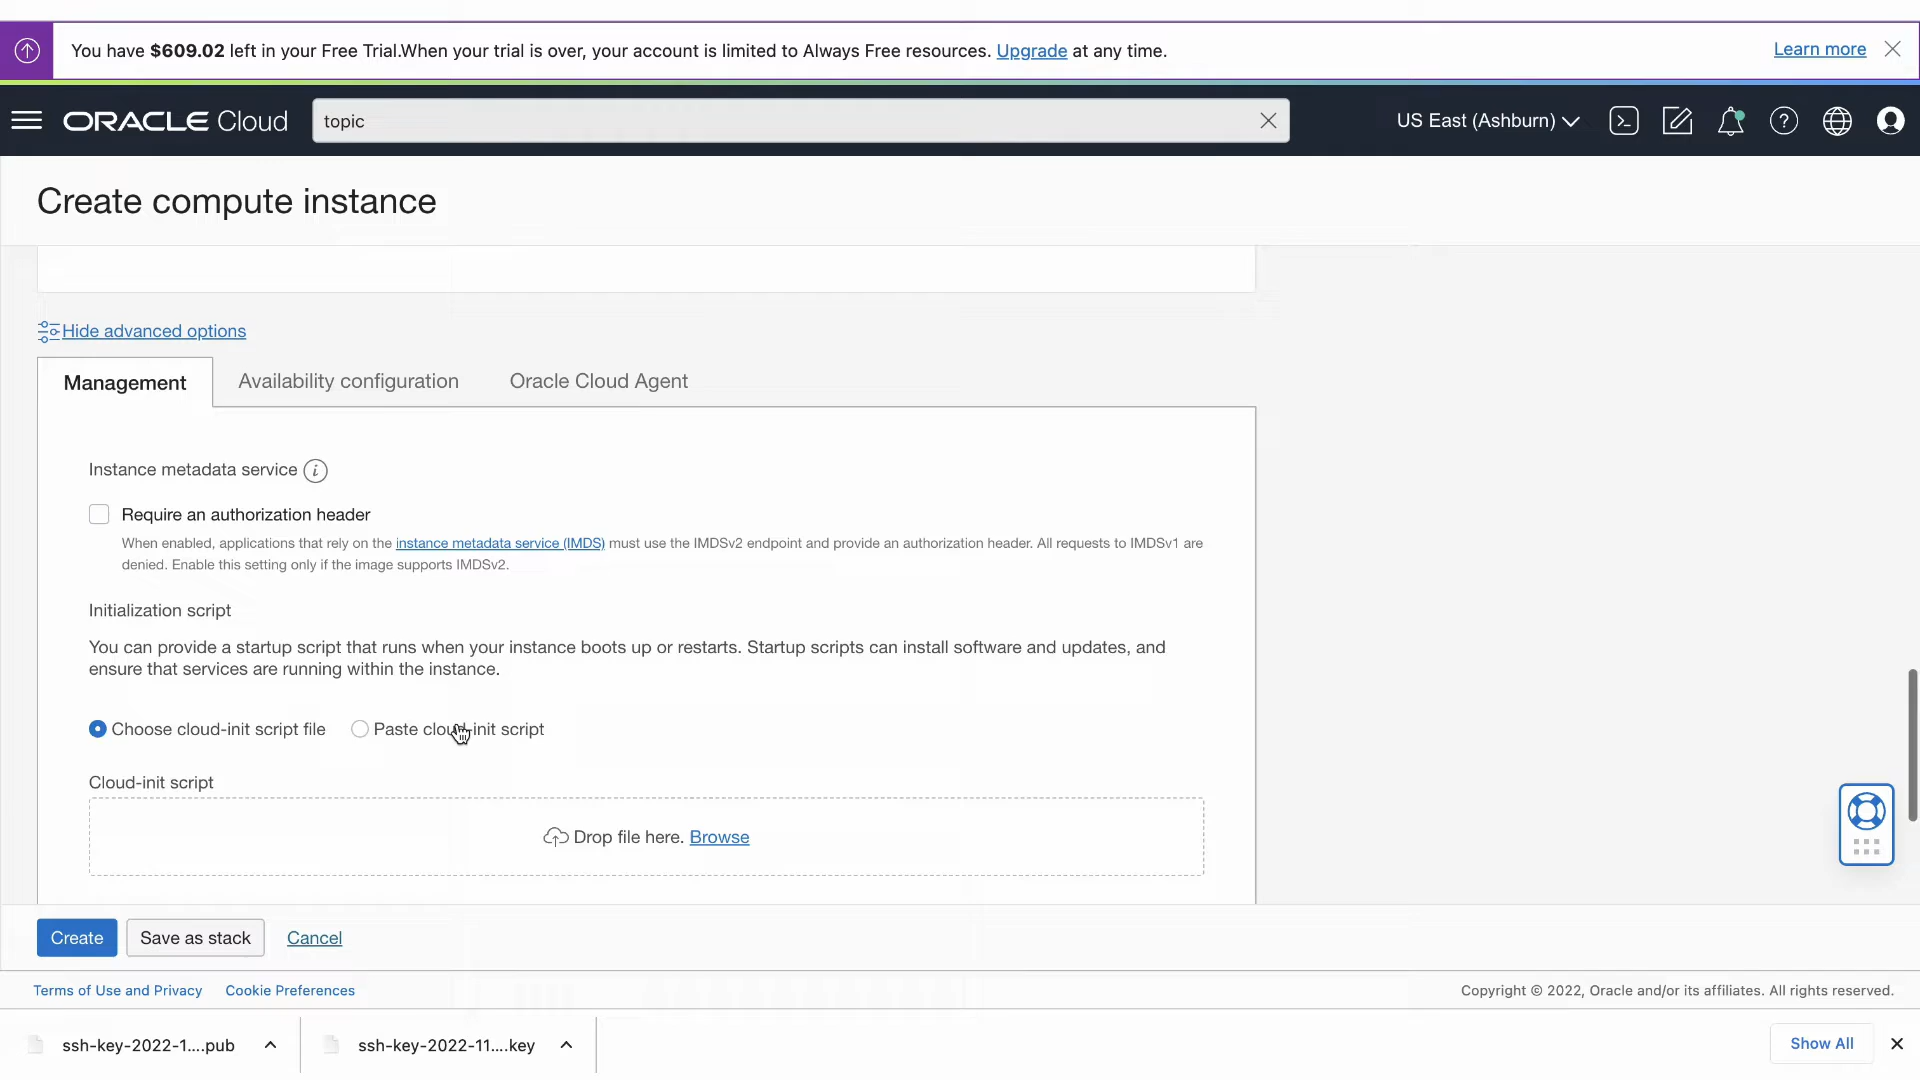 You have $609.02 left in your Free Trial.When your trial is over, your account is limited to Always Free resources. Upgrade at any time.
Learn more
ORACLE Cloud
topic
US East (Ashburn)
Create compute instance
Hide advanced options
Management
Availability configuration
Oracle Cloud Agent
Instance metadata service
Require an authorization header
When enabled, applications that rely on the instance metadata service (IMDS) must use the IMDSv2 endpoint and provide an authorization header. All requests to IMDSv1 are
denied. Enable this setting only if the image supports IMDSv2.
Initialization script
You can provide a startup script that runs when your instance boots up or restarts. Startup scripts can install software and updates, and
ensure that services are running within the instance.
Choose cloud-init script file
Paste cloud-init script
Cloud-init script
Drop file here. Browse
Create
Save as stack
Cancel
Terms of Use and Privacy
Cookie Preferences
Copyright © 2022, Oracle and/or its affiliates. All rights reserved.
ssh-key-2022-1....pub
ssh-key-2022-11....key
Show All